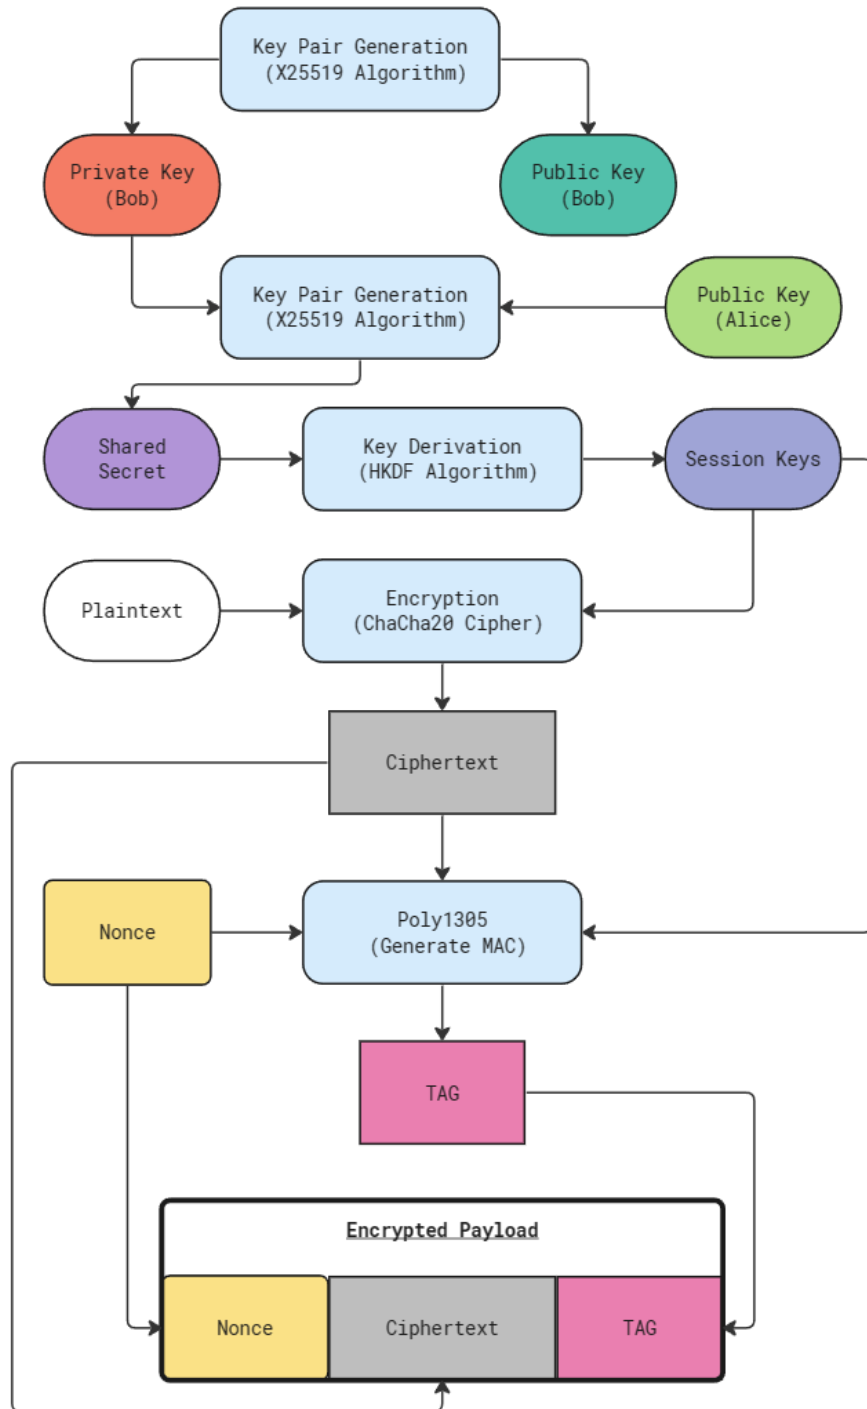 Key Pair Generation
(X25519 Algorithm)
Private Key
(Bob)
Public Key
(Bob)
Key Pair Generation
(X25519 Algorithm)
Public Key
(Alice)
Shared
Secret
Key Derivation
(HKDF Algorithm)
Session Keys
Plaintext
Encryption
(ChaCha20 Cipher)
Ciphertext
Nonce
Poly1305
(Generate MAC)
TAG
Encrypted Payload
Nonce
Ciphertext
TAG